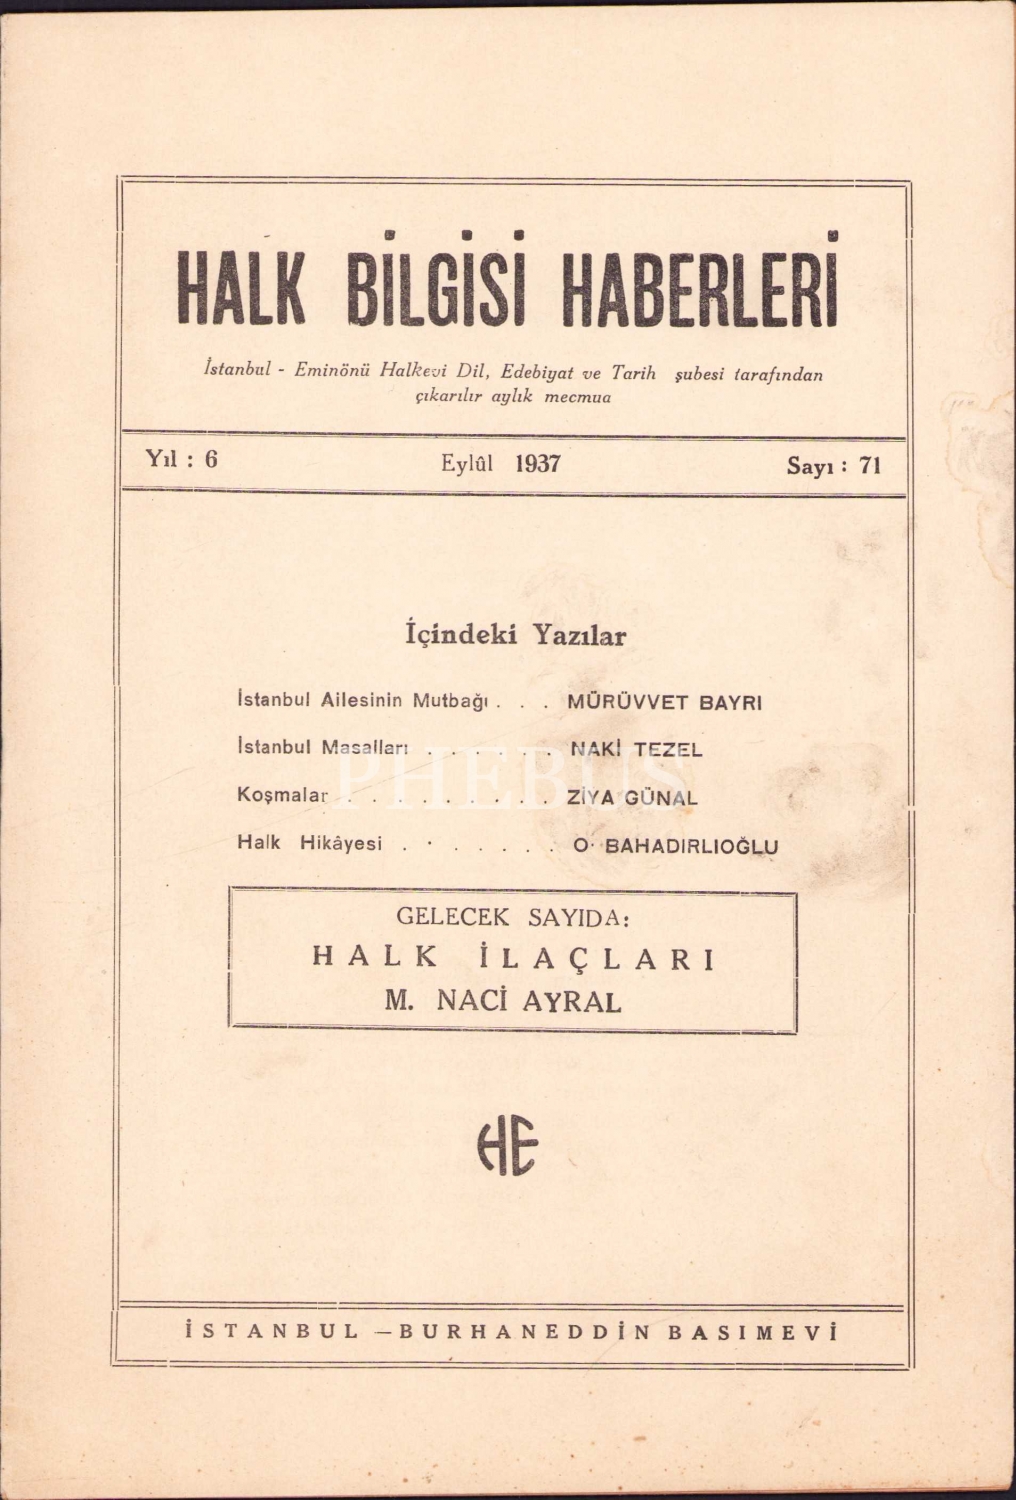 HALK BİLGİSİ HABERLERİ
İstanbul - Eminönü Halkevi Dil, Edebiyat ve Tarih şubesi tarafından
çıkarılır aylık mecmua
Yıl : 6 Eylûl 1937 Sayı : 71
İçindeki Yazılar
İstanbul Ailesinin Mutbağı . . . MÜRÜVVET BAYRI
İstanbul Masalları . . . . . . NAKİ TEZEL
Koşmalar . . . . . . . . . ZİYA GÜNAL
Halk Hikâyesi . . . . . . . O. BAHADIRLIOĞLU
PHEBUS
GELECEK SAYIDA:
HALK İLAÇLARI
M. NACİ AYRAL
HE
İSTANBUL — BURHANEDDİN BASIMEVİ